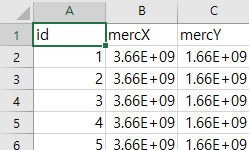 A B C
1 id mercX mercY
2 1 3.66E+09 1.66E+09
3 2 3.66E+09 1.66E+09
4 3 3.66E+09 1.66E+09
5 4 3.66E+09 1.66E+09
6 5 3.66E+09 1.66E+09